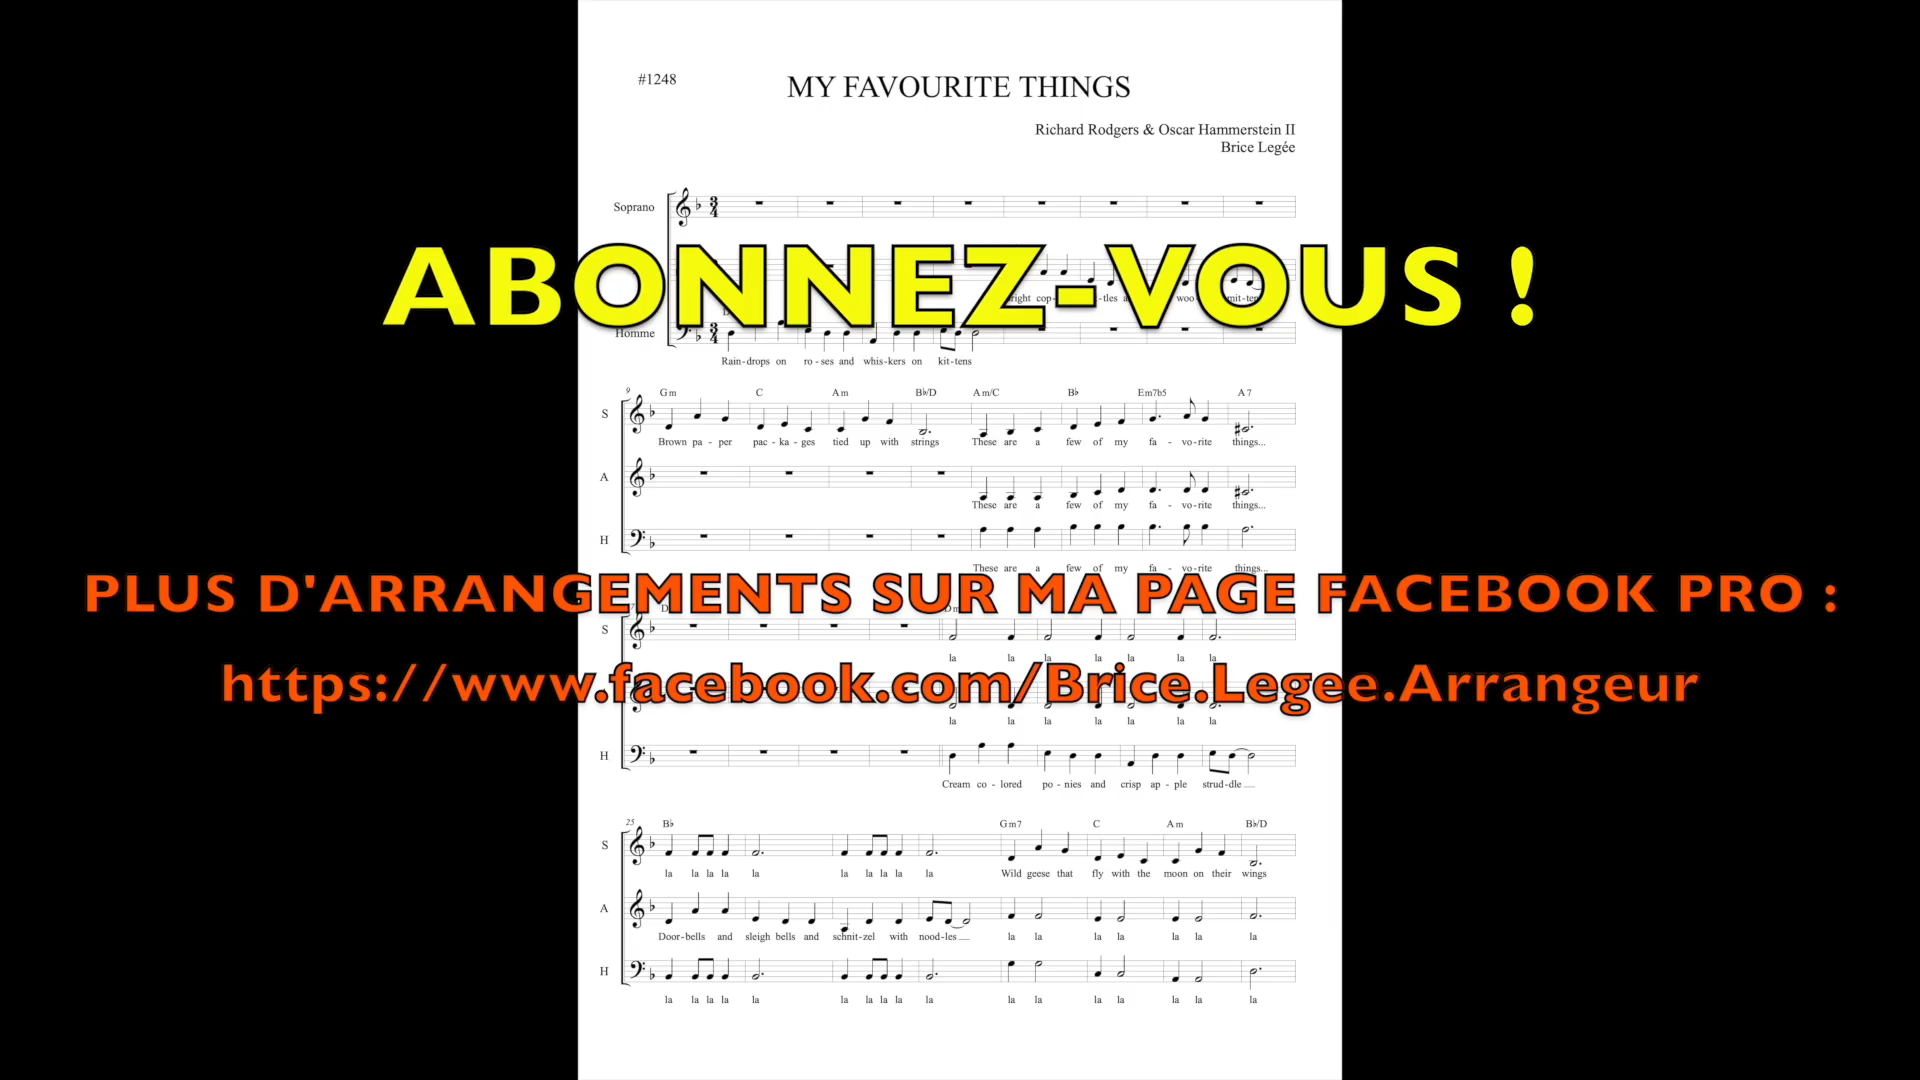 #1248
MY FAVOURITE THINGS
Richard Rodgers & Oscar Hammerstein II
Brice Legée
Soprano
ABONNEZ-VOUS !
Homme
Rain-drops on ro-ses and whis-kers on kit-tens
9
Gm C Am B♭/D Am/C B♭ Em7b5 A7
S
Brown pa-per pac-ka-ges tied up with strings These are a few of my fa-vo-rite things...
A
These are a few of my fa-vo-rite things...
H
These are a few of my fa-vo-rite things...
PLUS D'ARRANGEMENTS SUR MA PAGE FACEBOOK PRO :
S
la la la la la la la
https://www.facebook.com/Brice.Legee.Arrangeur
la la la la la la la
H
Cream co-lored po-nies and crisp ap-ple strud-dle
25
B♭ Gm7 C Am B♭/D
S
la la la la la la la la la la Wild geese that fly with the moon on their wings
A
Door-bells and sleigh bells and schnit-zel with nood-les la la la la la la la
H
la la la la la la la la la la la la la la la la la